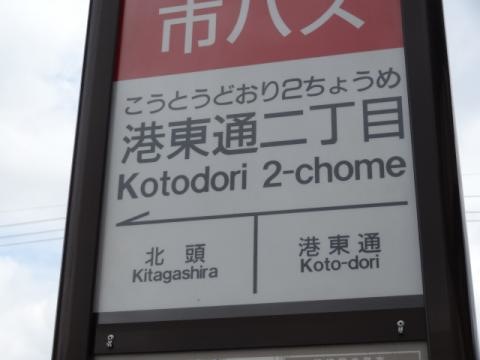 市バス
こうとうどおり2ちょうめ
港東通二丁目
Kotodori 2-chome
北頭
Kitagashira
港東通
Koto-dori